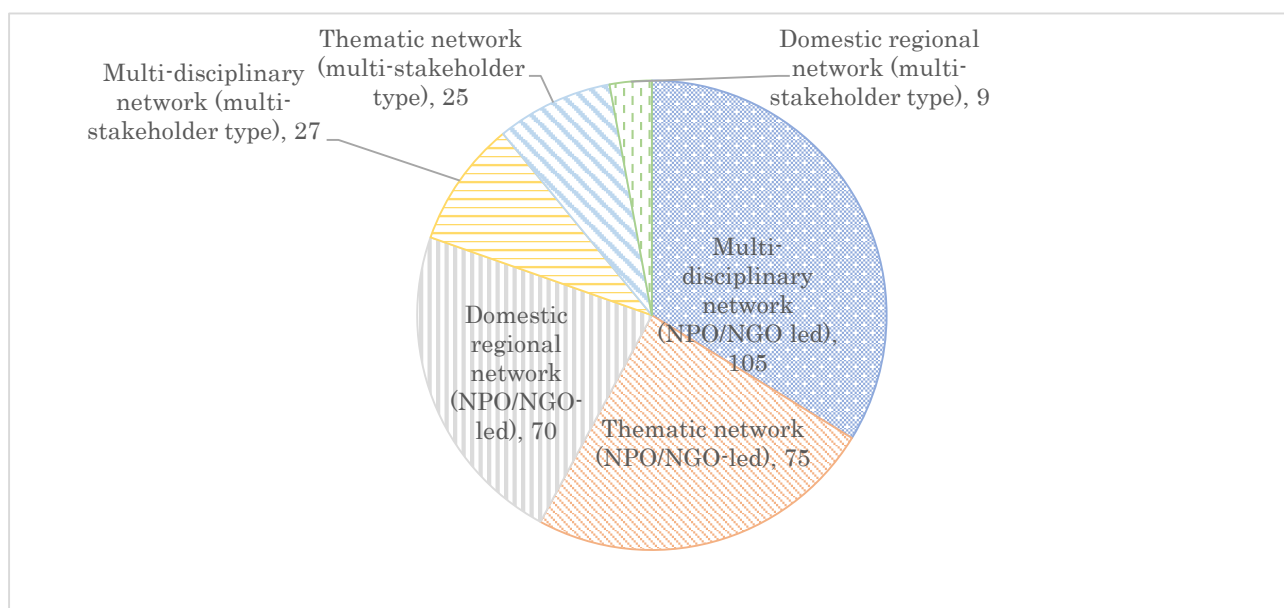 Thematic network
(multi-stakeholder
type), 25
Domestic regional
network (multi-
stakeholder type), 9
Multi-disciplinary
network (multi-
stakeholder type), 27
Multi-
disciplinary
network
(NPO/NGO led),
105
Domestic
regional
network
(NPO/NGO-
led), 70
Thematic network
(NPO/NGO-led), 75